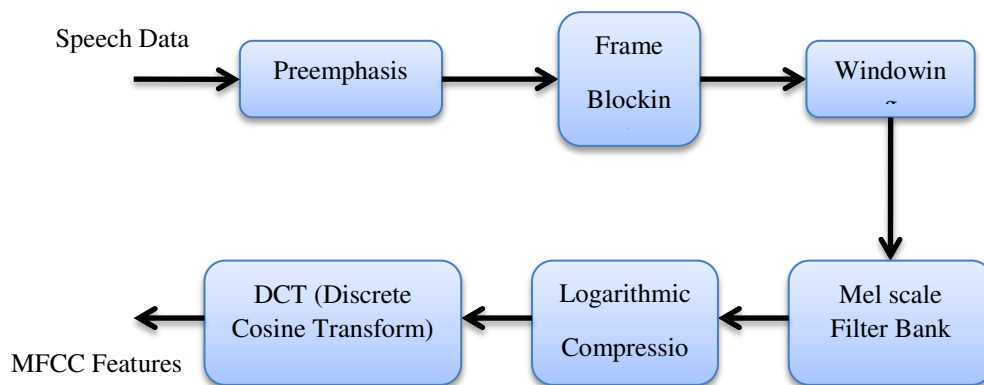 Speech Data
Preemphasis
Frame
Blockin
Windowin
Mel scale
Filter Bank
Logarithmic
Compressio
DCT (Discrete
Cosine Transform)
MFCC Features